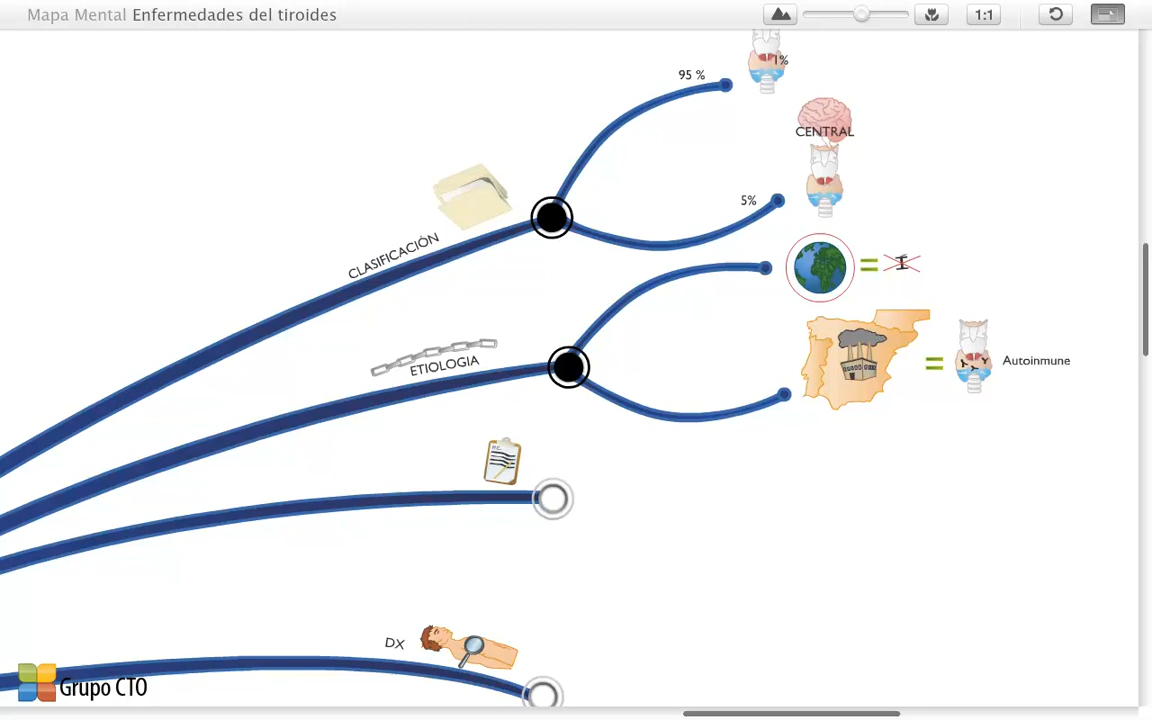 Mapa Mental Enfermedades del tiroides
1:1
1%
95 %
CENTRAL
5%
CLASIFICACIÓN
= I
ETIOLOGIA
=
Autoinmune
DX
Grupo CTO